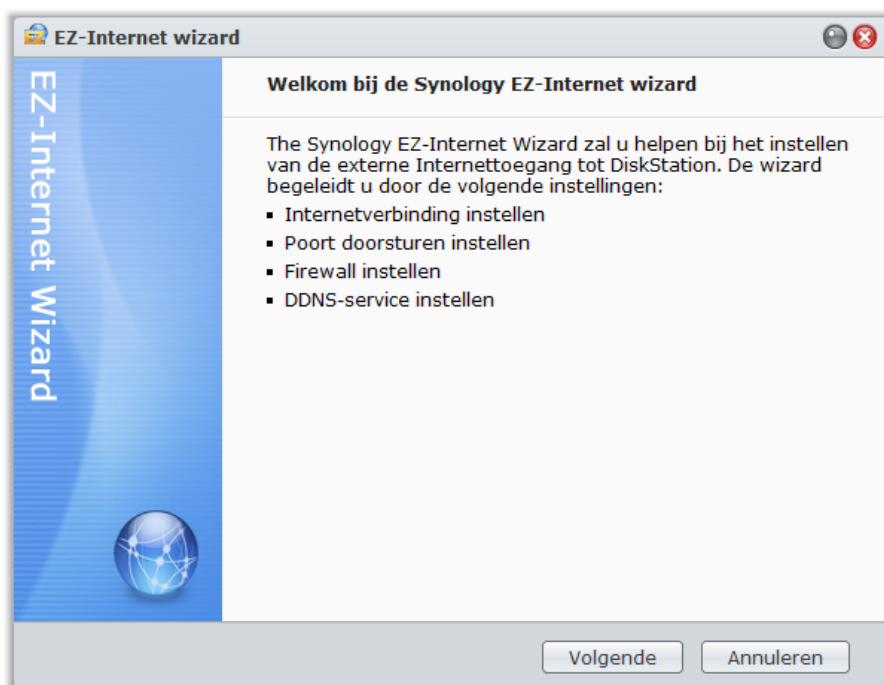 EZ-Internet wizard
EZ-Internet Wizard
Welkom bij de Synology EZ-Internet wizard
The Synology EZ-Internet Wizard zal u helpen bij het instellen
van de externe Internettoegang tot DiskStation. De wizard
begeleidt u door de volgende instellingen:
▪ Internetverbinding instellen
▪ Poort doorsturen instellen
▪ Firewall instellen
▪ DDNS-service instellen
Volgende
Annuleren